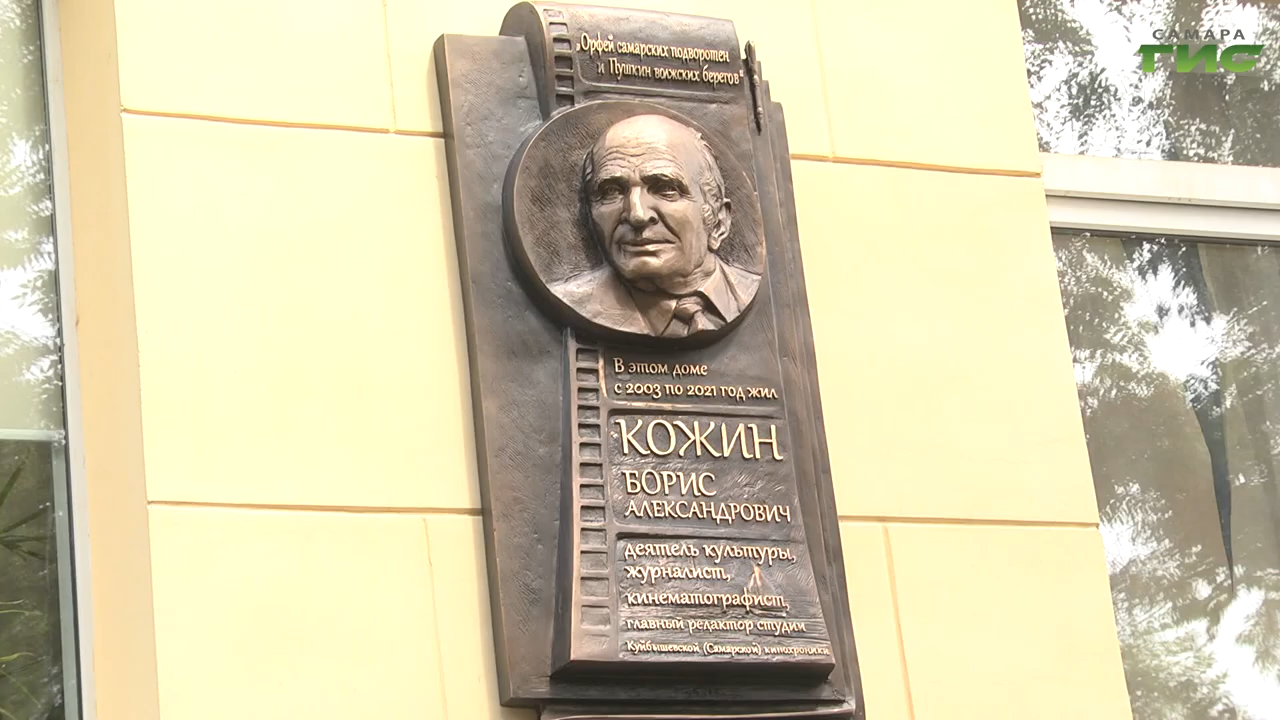 САМАРА
ГИС
„Орфей самарских подворотен
и Пушкин волжских берегов"
В этом доме
с 2003 по 2021 год жил
КОЖИН
БОРИС
АЛЕКСАНДРОВИЧ
деятель культуры,
журналист,
кинематографист,
главный редактор студии
Куйбышевской (Самарской) кинохроники